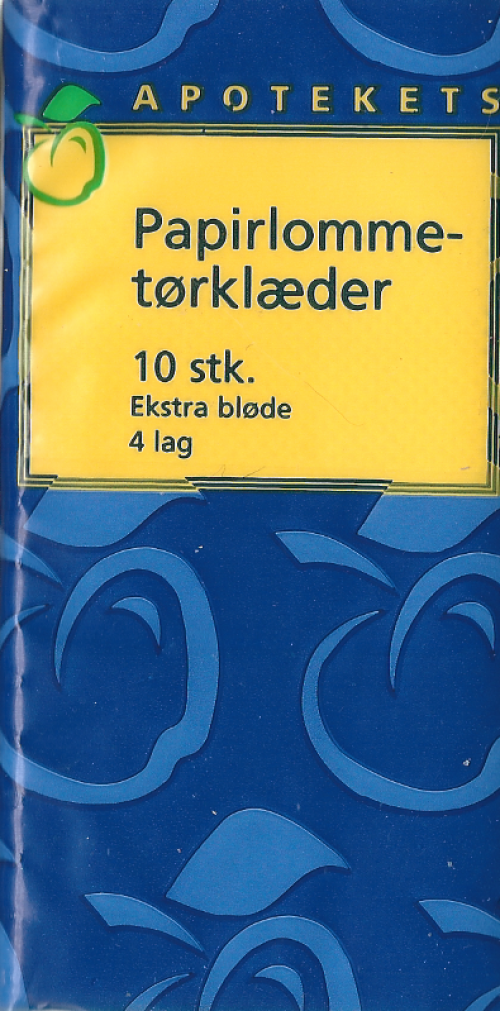 APOTEKETS
Papirlomme-
tørklæder
10 stk.
Ekstra bløde
4 lag